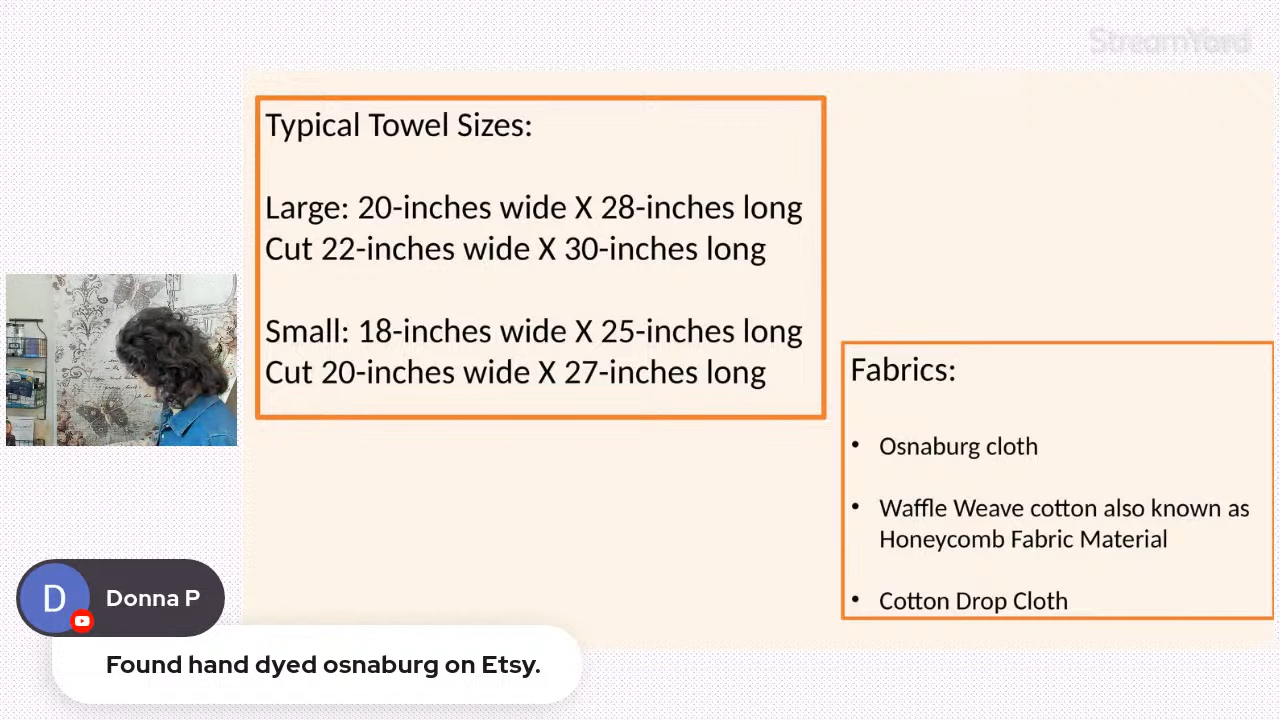 StreamYard
Typical Towel Sizes:
Large: 20-inches wide X 28-inches long
Cut 22-inches wide X 30-inches long
Small: 18-inches wide X 25-inches long
Cut 20-inches wide X 27-inches long
Fabrics:
• Osnaburg cloth
• Waffle Weave cotton also known as
Honeycomb Fabric Material
• Cotton Drop Cloth
D
Donna P
Found hand dyed osnaburg on Etsy.